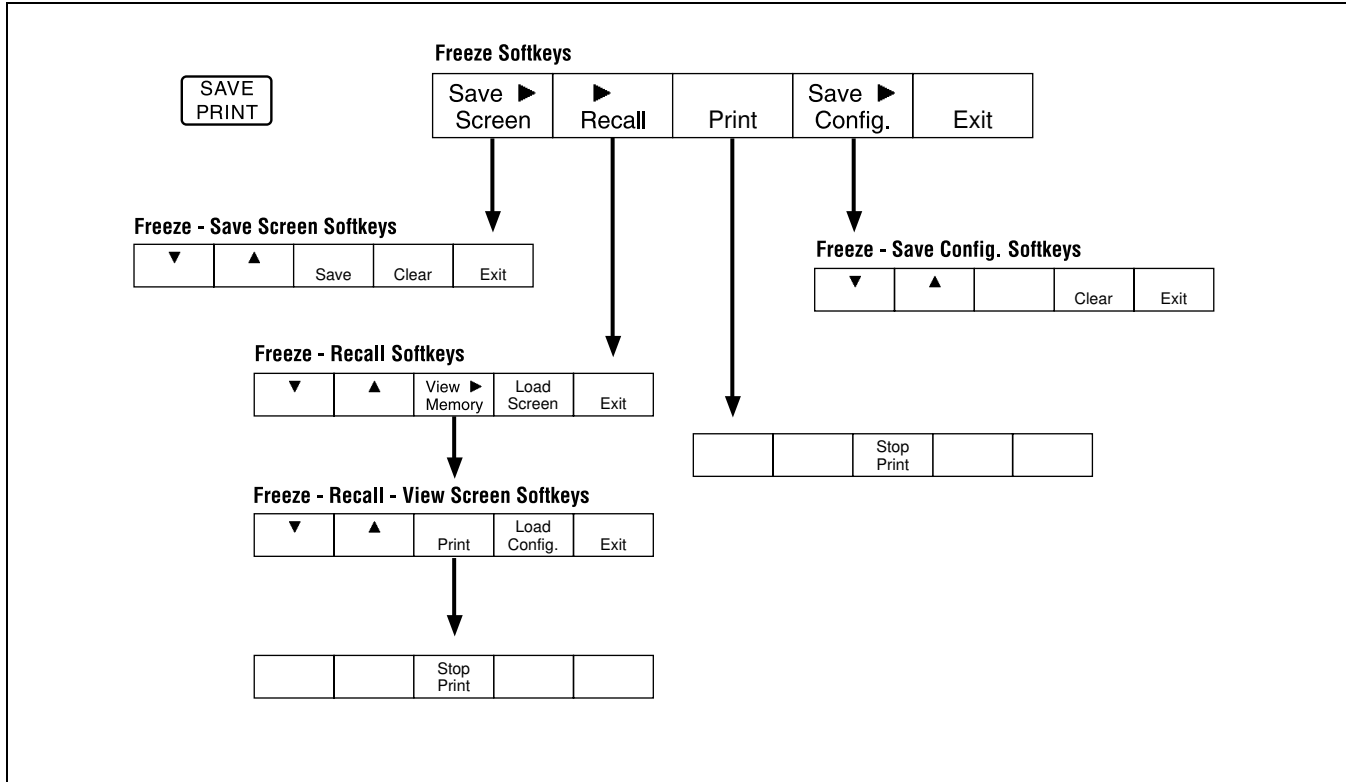 Freeze Softkeys
SAVE
PRINT
Save ▶
Screen
▶
Recall
Print
Save ▶
Config.
Exit
Freeze - Save Screen Softkeys
▼
▲
Save
Clear
Exit
Freeze - Save Config. Softkeys
▼
▲
Clear
Exit
Freeze - Recall Softkeys
▼
▲
View ▶
Memory
Load
Screen
Exit
Stop
Print
Freeze - Recall - View Screen Softkeys
▼
▲
Print
Load
Config.
Exit
Stop
Print